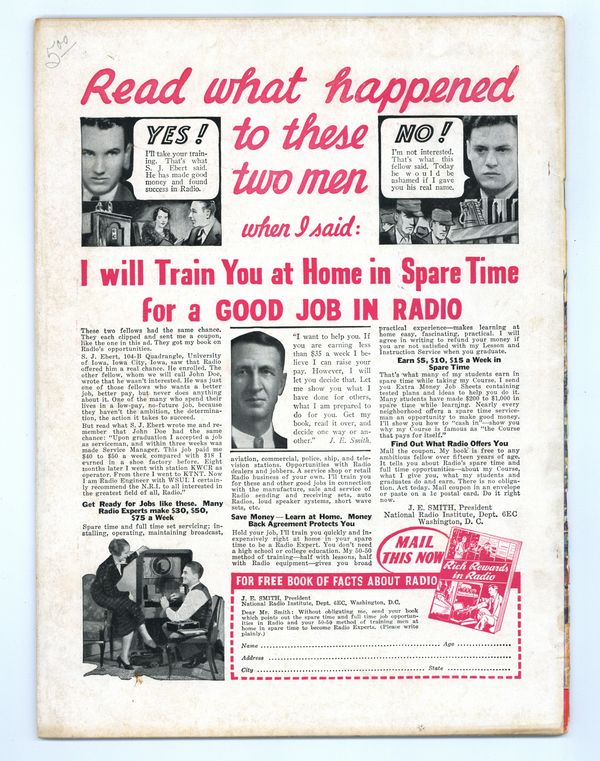 5.00
Read what happened
to these
two men
when I said:
YES!
I'll take your train-
ing. That's what
S. J. Ebert said.
He has made good
money and found
success in Radio.
NO!
I'm not interested.
That's what this
fellow said. Today
he would be
ashamed if I gave
you his real name.
I will Train You at Home in Spare Time
for a GOOD JOB IN RADIO
These two fellows had the same chance.
They each clipped and sent me a coupon,
like the one in this ad. They got my book on
Radio's opportunities.
S. J. Ebert, 104-B Quadrangle, University
of Iowa, Iowa City, Iowa, saw that Radio
offered him a real chance. He enrolled. The
other fellow, whom we will call John Doe,
wrote that he wasn't interested. He was just
one of those fellows who wants a better
job, better pay, but never does anything
about it. One of the many who spend their
lives in a low-pay, no-future job, because
they haven't the ambition, the determina-
tion, the action it takes to succeed.
But read what S. J. Ebert wrote me and re-
member that John Doe had the same
chance: "Upon graduation I accepted a job
as serviceman, and within three weeks was
made Service Manager. This job paid me
$40 to $50 a week compared with $18 I
earned in a shoe factory before. Eight
months later I went with station KWCR as
operator. From there I went to KTNT. Now
I am Radio Engineer with WSUI. I certain-
ly recommend the N.R.I. to all interested in
the greatest field of all, Radio."
Get Ready for Jobs like these. Many
Radio Experts make $30, $50,
$75 a Week
Spare time and full time set servicing; in-
stalling, operating, maintaining broadcast,
"I want to help you. If
you are earning less
than $35 a week I be-
lieve I can raise your
pay. However, I will
let you decide that. Let
me show you what I
have done for others,
what I am prepared to
do for you. Get my
book, read it over, and
decide one way or an-
other." J. E. Smith.
aviation, commercial, police, ship, and tele-
vision stations. Opportunities with Radio
dealers and jobbers. A service shop or retail
Radio business of your own. I'll train you
for these and other good jobs in connection
with the manufacture, sale and service of
Radio sending and receiving sets, auto
Radios, loud speaker systems, short wave
sets, etc.
Save Money—Learn at Home. Money
Back Agreement Protects You
Hold your job. I'll train you quickly and in-
expensively right at home in your spare
time to be a Radio Expert. You don't need
a high school or college education. My 50-50
method of training—half with lessons, half
with Radio equipment—gives you broad
practical experience—makes learning at
home easy, fascinating, practical. I will
agree in writing to refund your money if
you are not satisfied with my Lesson and
Instruction Service when you graduate.
Earn $5, $10, $15 a Week in
Spare Time
That's what many of my students earn in
spare time while taking my Course. I send
you Extra Money Job Sheets containing
tested plans and ideas to help you do it.
Many students have made $200 to $1,000 in
spare time while learning. Nearly every
neighborhood offers a spare time service-
man an opportunity to make good money.
I'll show you how to "cash in"—show you
why my Course is famous as "the Course
that pays for itself."
Find Out What Radio Offers You
Mail the coupon. My book is free to any
ambitious fellow over fifteen years of age.
It tells you about Radio's spare time and
full time opportunities—about my Course,
what I give you, what my students and
graduates do and earn. There is no obliga-
tion. Act today. Mail coupon in an envelope
or paste on a 1c postal card. Do it right
now.
J. E. SMITH, President
National Radio Institute, Dept. 6EC
Washington, D. C.
MAIL
THIS NOW
Rich Rewards
in Radio
FOR FREE BOOK OF FACTS ABOUT RADIO
J. E. SMITH, President
National Radio Institute, Dept. 6EC, Washington, D.C.
Dear Mr. Smith: Without obligating me, send your book
which points out the spare time and full time job opportun-
ities in Radio and your 50-50 method of training men at
home in spare time to become Radio Experts. (Please write
plainly.)
Name Age
Address
City State